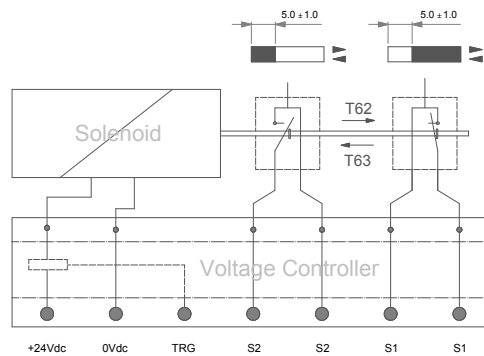 5.0 ± 1.0 5.0 ± 1.0
Solenoid
T62
T63
Voltage Controller
+24Vdc 0Vdc TRG S2 S2 S1 S1